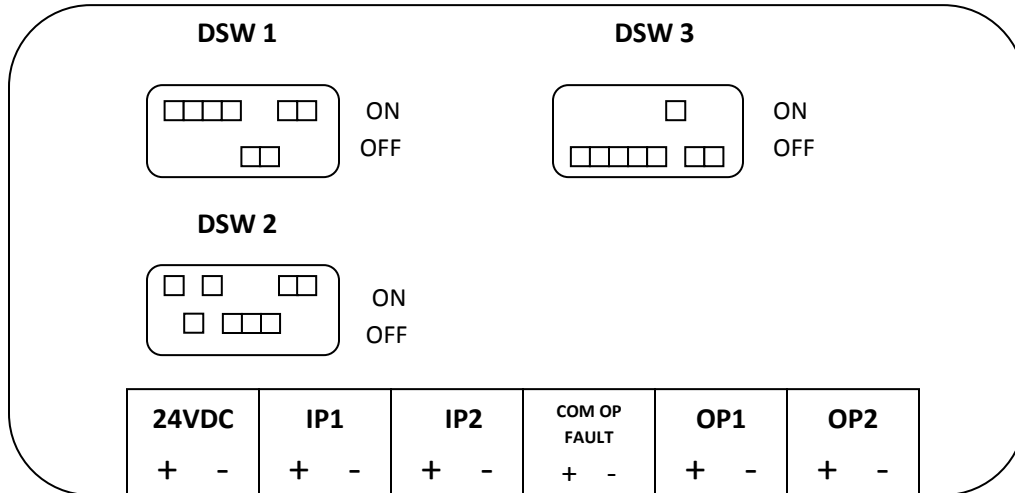 DSW 1
DSW 3
ON
OFF
ON
OFF
DSW 2
ON
OFF
24VDC IP1 IP2 COM OP FAULT OP1 OP2
+ - + - + - + - + - + -